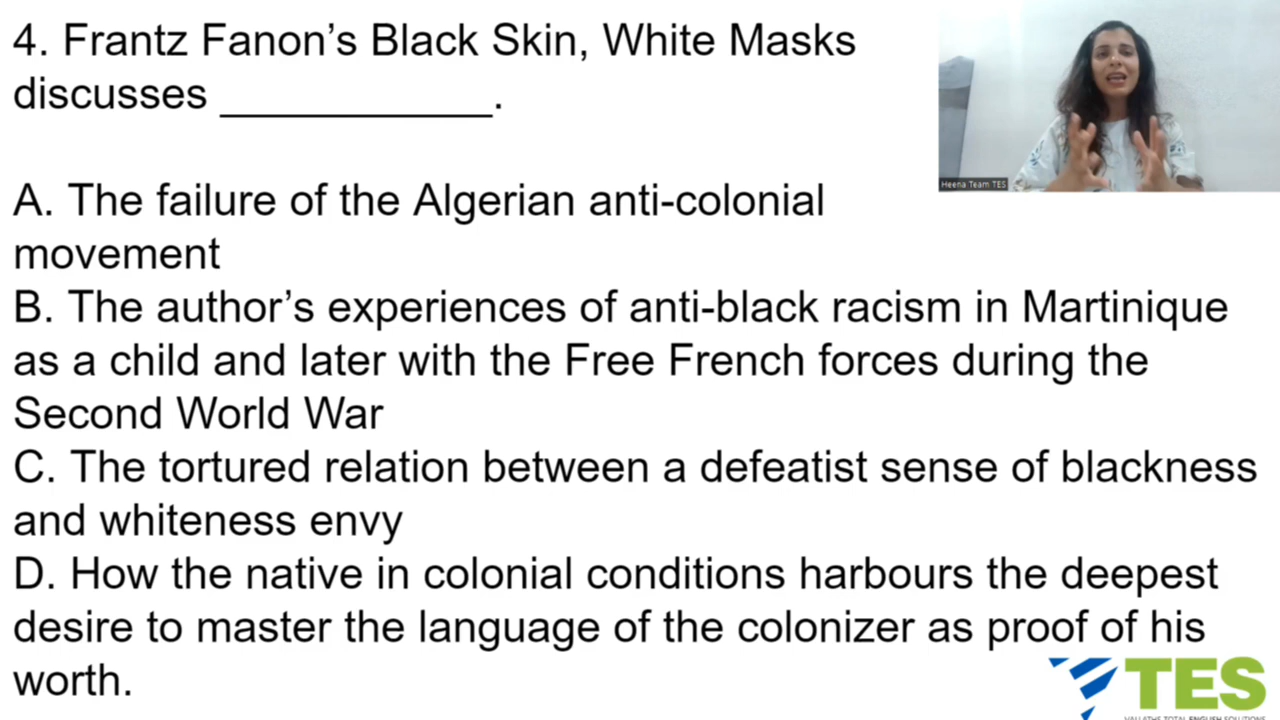 4. Frantz Fanon’s Black Skin, White Masks
discusses _____________.
Heena Team TES
A. The failure of the Algerian anti-colonial
movement
B. The author’s experiences of anti-black racism in Martinique
as a child and later with the Free French forces during the
Second World War
C. The tortured relation between a defeatist sense of blackness
and whiteness envy
D. How the native in colonial conditions harbours the deepest
desire to master the language of the colonizer as proof of his
worth.
TES
TOTAL ENGLISH SOLUTIONS